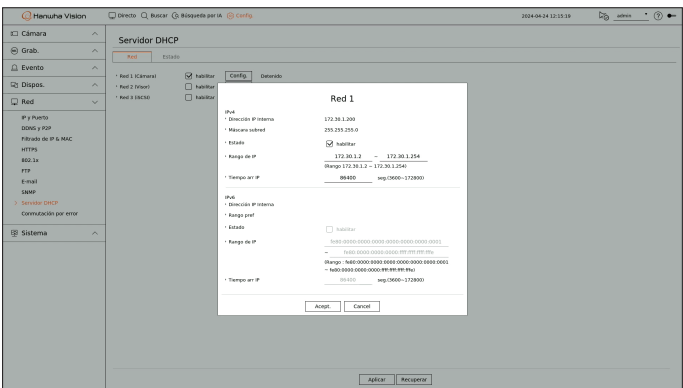 Hanwha Vision
Directo Buscar Búsqueda por IA Config.
2024-04-24 12:15:19 admin
Cámara
Grab.
Evento
Dispos.
Red
IP y Puerto
DDNS y P2P
Filtrado de IP & MAC
HTTPS
802.1x
FTP
E-mail
SNMP
> Servidor DHCP
Conmutación por error
Sistema
Servidor DHCP
Red Estado
Red 1 (Cámara) habilitar Config. Detenido
Red 2 (Visor) habilitar
Red 3 (iSCSI) habilitar
Red 1
IPv4
Dirección IP Interna 172.30.1.200
Máscara subred 255.255.255.0
Estado habilitar
Rango de IP 172.30.1.2 ~ 172.30.1.254
(Rango 172.30.1.2 ~ 172.30.1.254)
Tiempo arr IP 86400 seg.(3600~172800)
IPv6
Dirección IP Interna
Rango pref
Estado habilitar
Rango de IP fe80:0000:0000:0000:0000:0000:0000:0001
~ fe80:0000:0000:0000:ffff:ffff:ffff:fffe
(Rango : fe80:0000:0000:0000:0000:0000:0000:0001
~ fe80:0000:0000:0000:ffff:ffff:ffff:fffe)
Tiempo arr IP 86400 seg.(3600~172800)
Acept. Cancel
Aplicar Recuperar